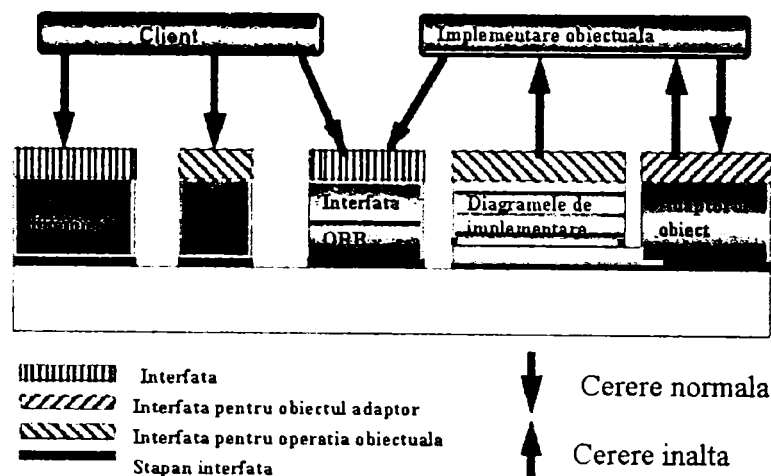 Client
Implementare obiectuala
Interfata
ORB
Diagramele de
implementare
obiect
Interfata
Interfata pentru obiectul adaptor
Interfata pentru operatia obiectuala
Stapan interfata
Cerere normala
Cerere inalta